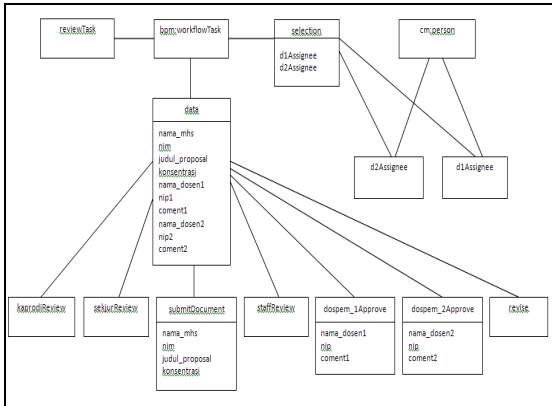 reviewTask
bpm:workflowTask
selection
d1Assignee
d2Assignee
cm:person
data
nama_mhs
nim
judul_proposal
konsentrasi
nama_dosen1
nip1
coment1
nama_dosen2
nip2
coment2
d2Assignee
d1Assignee
kaprodiReview
sekjurReview
submitDocument
nama_mhs
nim
judul_proposal
konsentrasi
staffReview
dospem_1Approve
nama_dosen1
nip
coment1
dospem_2Approve
nama_dosen2
nip
coment2
revise